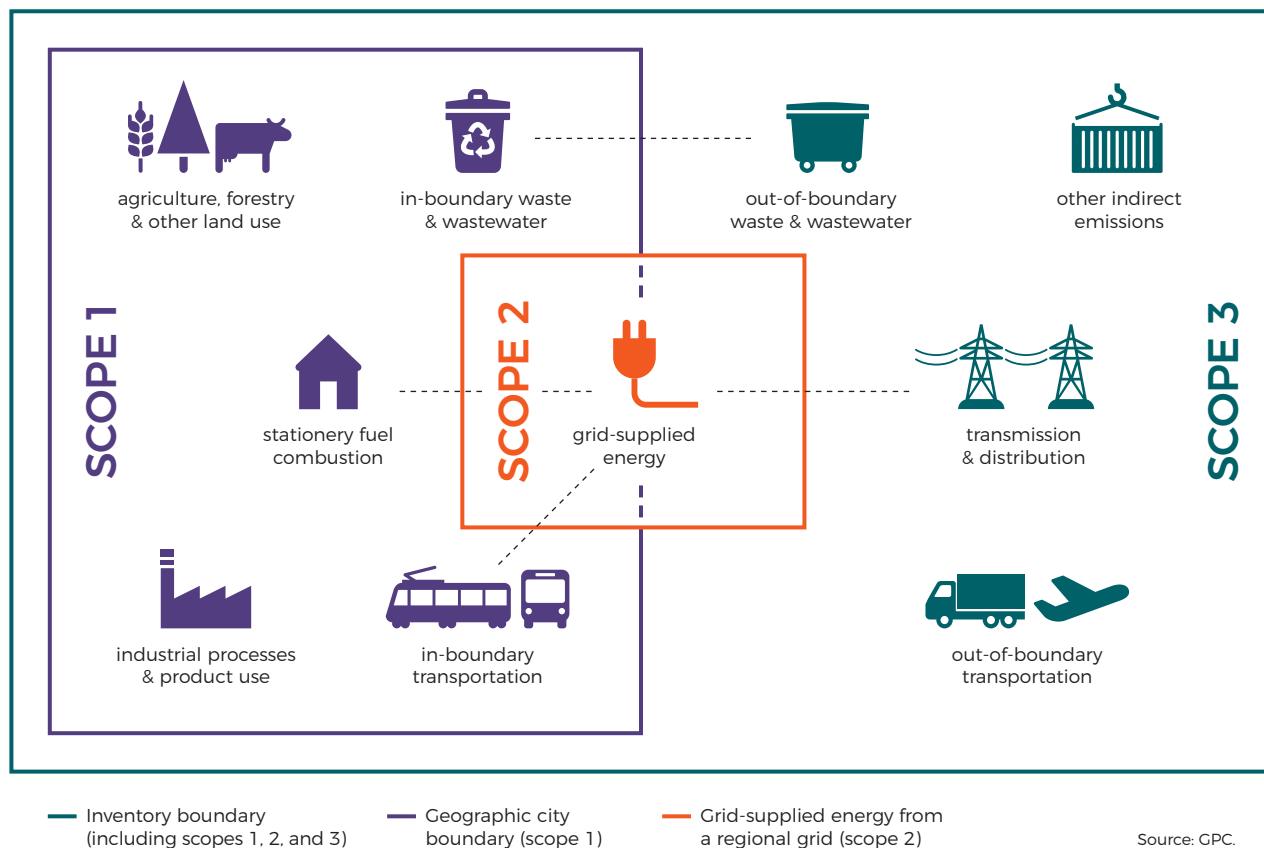 agriculture, forestry
& other land use
in-boundary waste
& wastewater
out-of-boundary
waste & wastewater
other indirect
emissions
SCOPE 1
stationery fuel
combustion
SCOPE 2
grid-supplied
energy
transmission
& distribution
SCOPE 3
industrial processes
& product use
in-boundary
transportation
out-of-boundary
transportation
Inventory boundary
(including scopes 1, 2, and 3)
Geographic city
boundary (scope 1)
Grid-supplied energy from
a regional grid (scope 2)
Source: GPC.